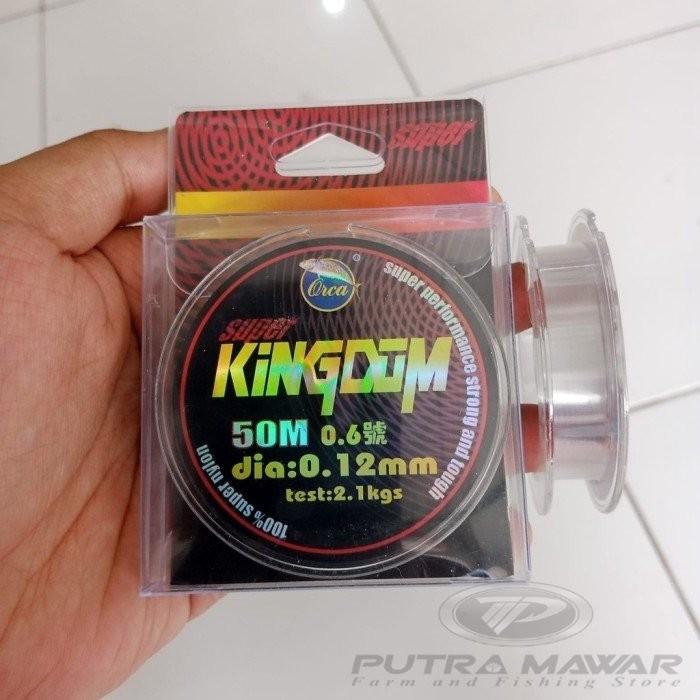 super
Orca
®
super
KiNGDOM
50M 0.6號
dia:0.12mm
test:2.1kgs
super performance strong and tough
100% super nylon
TP
PUTRA MAWAR
Farm and Fishing Store